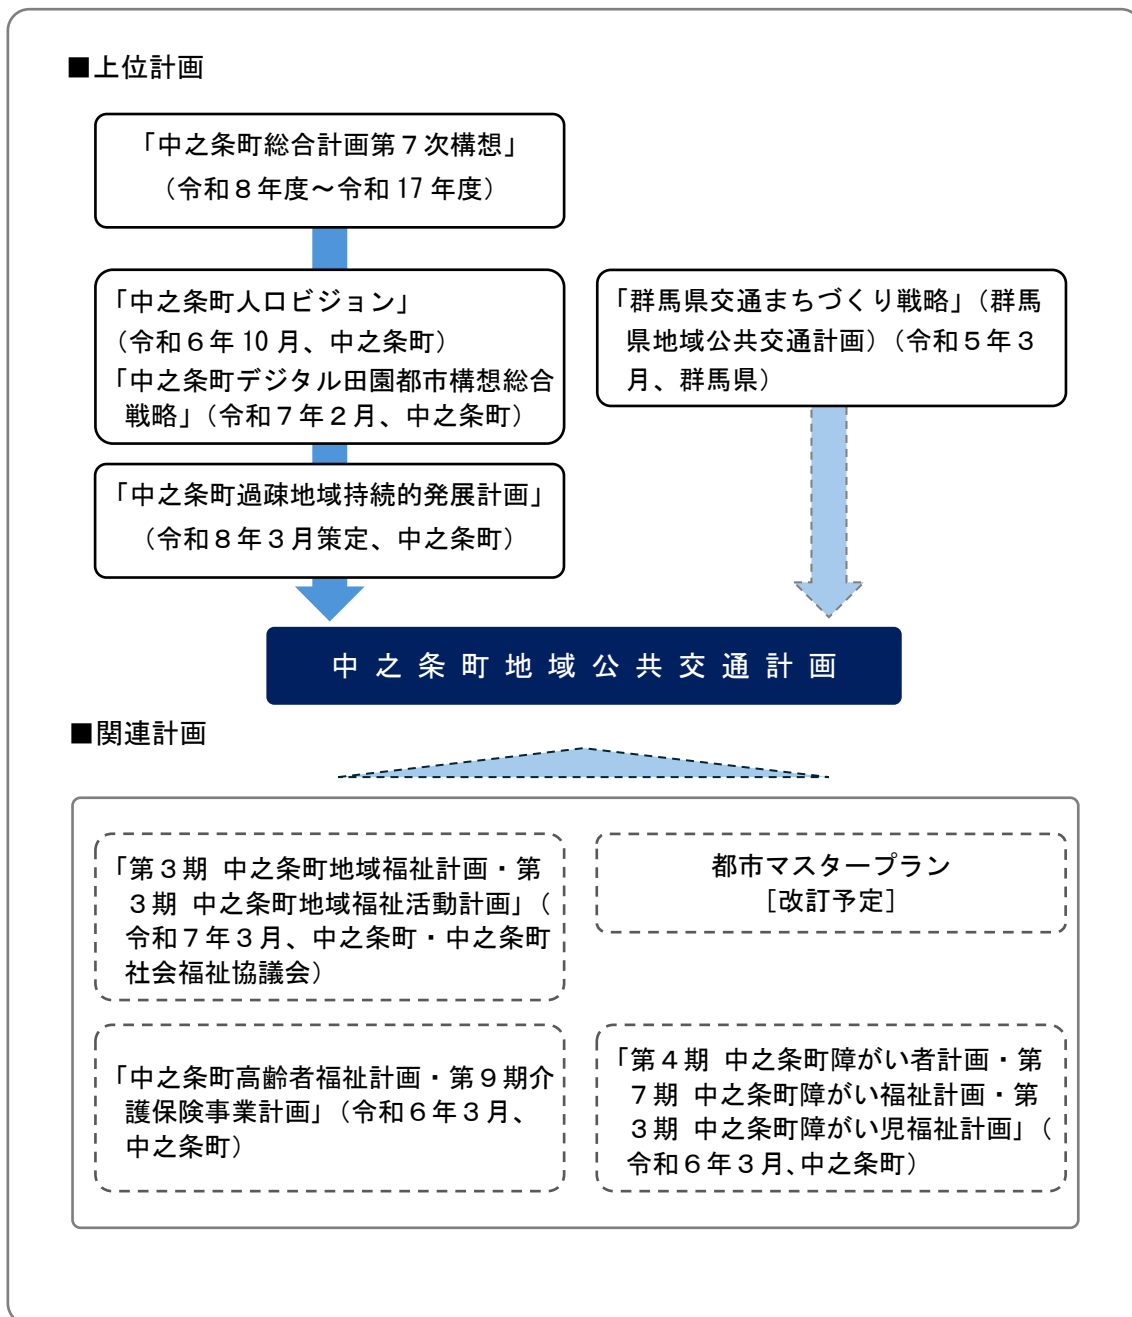 ■上位計画
「中之条町総合計画第７次構想」
（令和８年度～令和 17 年度）
「中之条町人口ビジョン」
（令和６年 10 月、中之条町）
「中之条町デジタル田園都市構想総合
戦略」（令和７年２月、中之条町）
「群馬県交通まちづくり戦略」（群馬
県地域公共交通計画）（令和５年３
月、群馬県）
「中之条町過疎地域持続的発展計画」
（令和８年３月策定、中之条町）
中之条町地域公共交通計画
■関連計画
「第３期 中之条町地域福祉計画・第
３期 中之条町地域福祉活動計画」（
令和７年３月、中之条町・中之条町
社会福祉協議会）
都市マスタープラン
［改訂予定］
「中之条町高齢者福祉計画・第９期介
護保険事業計画」（令和６年３月、
中之条町）
「第４期 中之条町障がい者計画・第
７期 中之条町障がい福祉計画・第
３期 中之条町障がい児福祉計画」（
令和６年３月、中之条町）